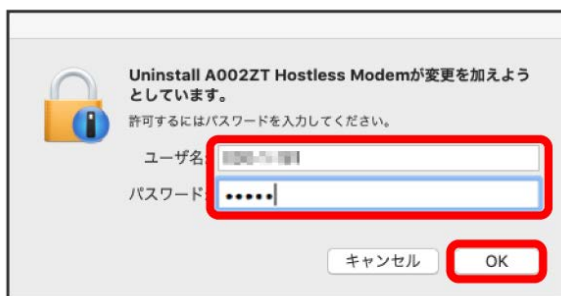 Uninstall A002ZT Hostless Modemが変更を加えよう
としています。
許可するにはパスワードを入力してください。
ユーザ名:
パスワード:
•••••
キャンセル
OK